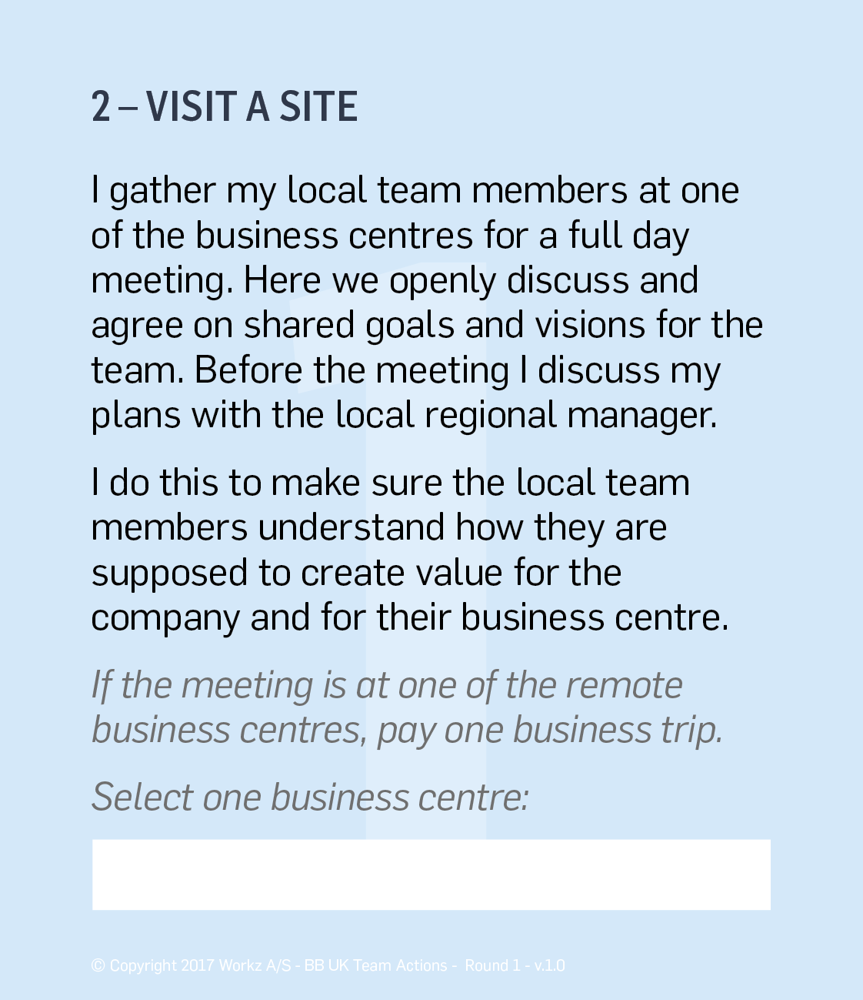 2 – VISIT A SITE
I gather my local team members at one
of the business centres for a full day
meeting. Here we openly discuss and
agree on shared goals and visions for the
team. Before the meeting I discuss my
plans with the local regional manager.
I do this to make sure the local team
members understand how they are
supposed to create value for the
company and for their business centre.
If the meeting is at one of the remote
business centres, pay one business trip.
Select one business centre:
1
© Copyright 2017 Workz A/S - BB UK Team Actions -  Round 1 - v.1.0